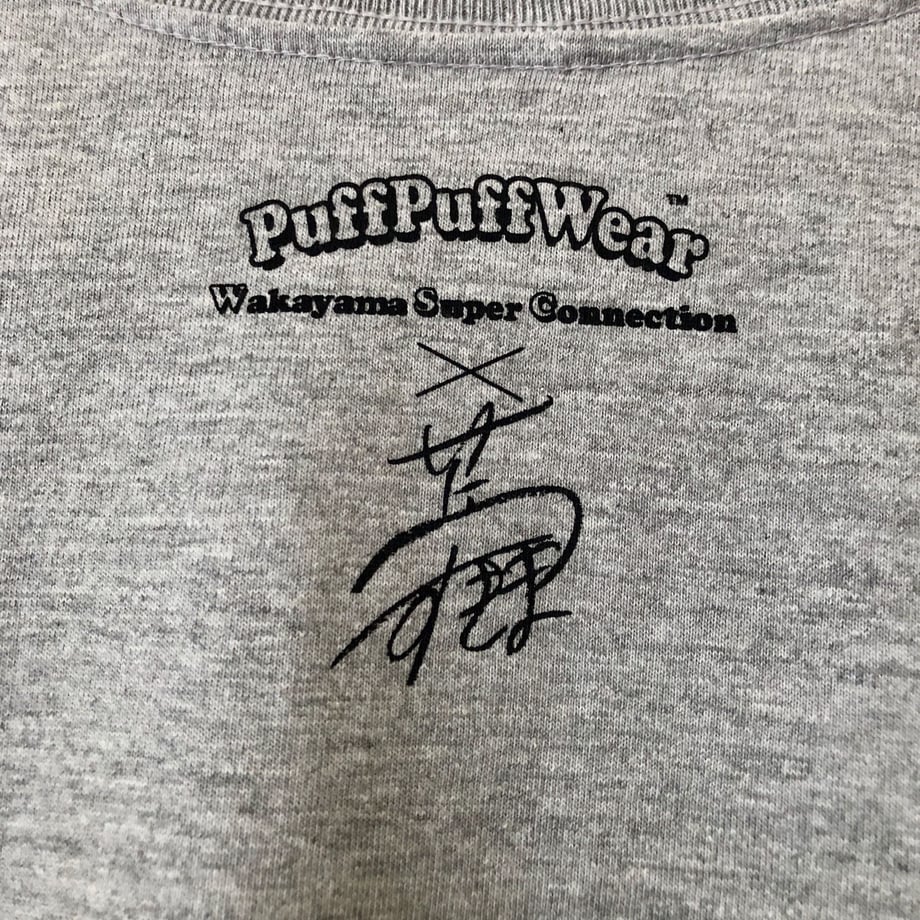 PuffPuffWear™
Wakayama Super Connection
×